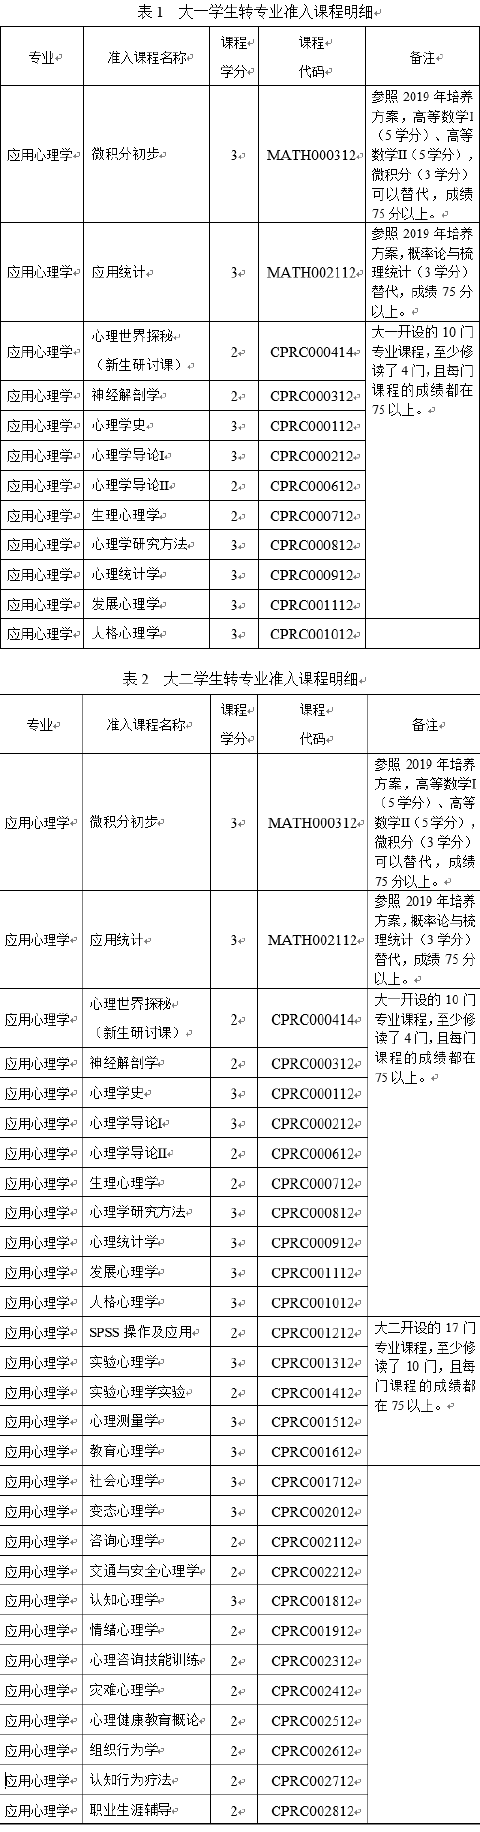 表 1 大一学生转专业准入课程明细↵
专业↵ 准入课程名称↵ 课程↵ 课程↵ 备注↵
学分↵ 代码↵
应用心理学↵ 微积分初步↵ 3↵ MATH000312↵ 参照 2019 年培养
方案，高等数学I
（5 学分）、高等
数学II（5 学分），
微积分（3 学分）
可以替代，成绩
75 分以上。↵
应用心理学↵ 应用统计↵ 3↵ MATH002112↵ 参照 2019 年培养
方案，概率论与梳
理统计（3 学分）
替代，成绩 75 分
以上。↵
应用心理学↵ 心理世界探秘↵
（新生研讨课）↵ 2↵ CPRC000414↵ 大一开设的 10 门
专业课程，至少修
读了 4 门，且每门
课程的成绩都在
75 以上。↵
应用心理学↵ 神经解剖学↵ 2↵ CPRC000312↵
应用心理学↵ 心理学史↵ 3↵ CPRC000112↵
应用心理学↵ 心理学导论I↵ 3↵ CPRC000212↵
应用心理学↵ 心理学导论II↵ 2↵ CPRC000612↵
应用心理学↵ 生理心理学↵ 2↵ CPRC000712↵
应用心理学↵ 心理学研究方法↵ 3↵ CPRC000812↵
应用心理学↵ 心理统计学↵ 3↵ CPRC000912↵
应用心理学↵ 发展心理学↵ 3↵ CPRC001112↵
应用心理学↵ 人格心理学↵ 3↵ CPRC001012↵
表 2 大二学生转专业准入课程明细↵
专业↵ 准入课程名称↵ 课程↵ 课程↵ 备注↵
学分↵ 代码↵
应用心理学↵ 微积分初步↵ 3↵ MATH000312↵ 参照 2019 年培养
方案，高等数学I
（5 学分）、高等
数学II（5 学分），
微积分（3 学分）
可以替代，成绩
75 分以上。↵
应用心理学↵ 应用统计↵ 3↵ MATH002112↵ 参照 2019 年培养
方案，概率论与梳
理统计（3 学分）
替代，成绩 75 分
以上。↵
应用心理学↵ 心理世界探秘↵
（新生研讨课）↵ 2↵ CPRC000414↵ 大一开设的 10 门
专业课程，至少修
读了 4 门，且每门
课程的成绩都在
75 以上。↵
应用心理学↵ 神经解剖学↵ 2↵ CPRC000312↵
应用心理学↵ 心理学史↵ 3↵ CPRC000112↵
应用心理学↵ 心理学导论I↵ 3↵ CPRC000212↵
应用心理学↵ 心理学导论II↵ 2↵ CPRC000612↵
应用心理学↵ 生理心理学↵ 2↵ CPRC000712↵
应用心理学↵ 心理学研究方法↵ 3↵ CPRC000812↵
应用心理学↵ 心理统计学↵ 3↵ CPRC000912↵
应用心理学↵ 发展心理学↵ 3↵ CPRC001112↵
应用心理学↵ 人格心理学↵ 3↵ CPRC001012↵
应用心理学↵ SPSS 操作及应用↵ 2↵ CPRC001212↵ 大二开设的 17 门
专业课程，至少修
读了 10 门，且每
门课程的成绩都
在 75 以上。↵
应用心理学↵ 实验心理学↵ 3↵ CPRC001312↵
应用心理学↵ 实验心理学实验↵ 2↵ CPRC001412↵
应用心理学↵ 心理测量学↵ 3↵ CPRC001512↵
应用心理学↵ 教育心理学↵ 3↵ CPRC001612↵
应用心理学↵ 社会心理学↵ 3↵ CPRC001712↵
应用心理学↵ 变态心理学↵ 3↵ CPRC002012↵
应用心理学↵ 咨询心理学↵ 2↵ CPRC002112↵
应用心理学↵ 交通与安全心理学↵ 2↵ CPRC002212↵
应用心理学↵ 认知心理学↵ 3↵ CPRC001812↵
应用心理学↵ 情绪心理学↵ 2↵ CPRC001912↵
应用心理学↵ 心理咨询技能训练↵ 2↵ CPRC002312↵
应用心理学↵ 灾难心理学↵ 2↵ CPRC002412↵
应用心理学↵ 心理健康教育概论↵ 2↵ CPRC002512↵
应用心理学↵ 组织行为学↵ 2↵ CPRC002612↵
应用心理学↵ 认知行为疗法↵ 2↵ CPRC002712↵
应用心理学↵ 职业生涯辅导↵ 2↵ CPRC002812↵